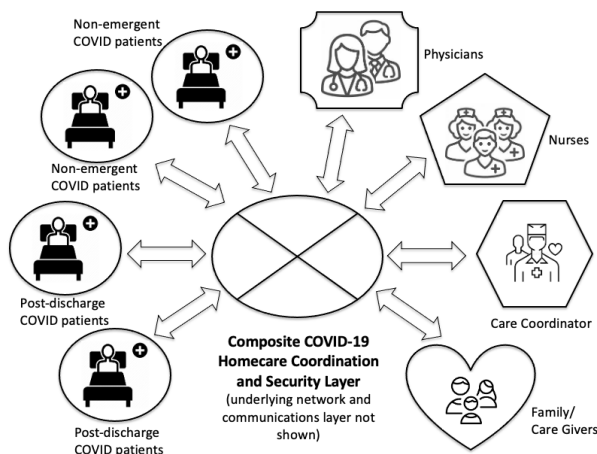 Non-emergent
COVID patients
Physicians
Nurses
Non-emergent
COVID patients
Post-discharge
COVID patients
Care Coordinator
Composite COVID-19
Homecare Coordination
and Security Layer
(underlying network and
communications layer not
shown)
Family/
Care Givers
Post-discharge
COVID patients